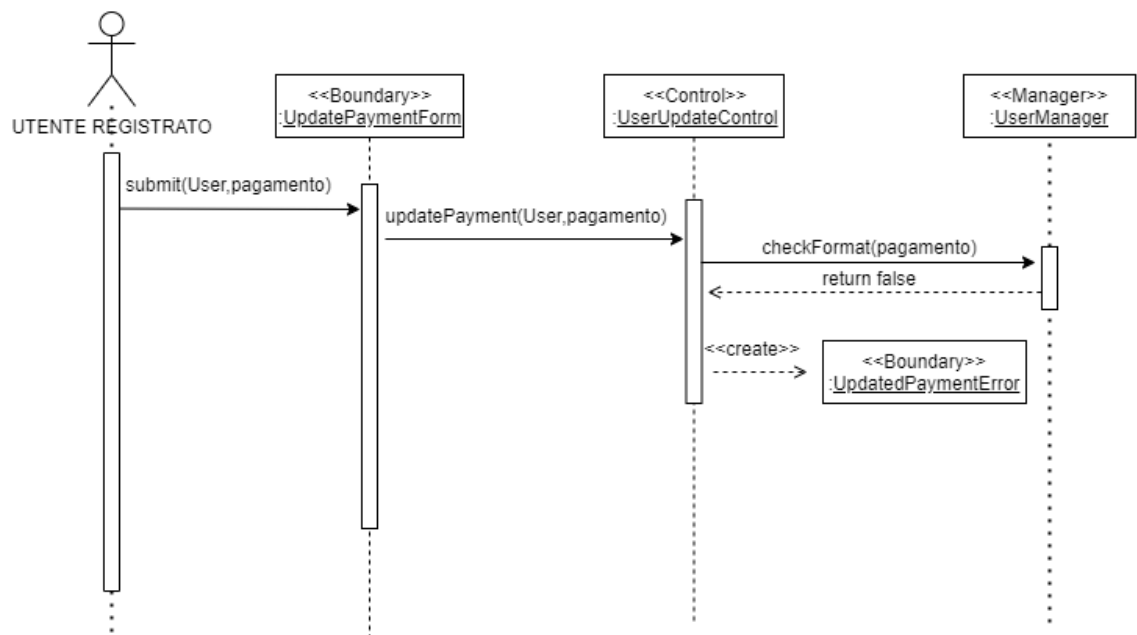 <<Boundary>>
:UpdatePaymentForm
<<Control>>
:UserUpdateControl
<<Manager>>
:UserManager
UTENTE REGISTRATO
submit(User,pagamento)
updatePayment(User,pagamento)
checkFormat(pagamento)
return false
<<create>>
<<Boundary>>
:UpdatedPaymentError